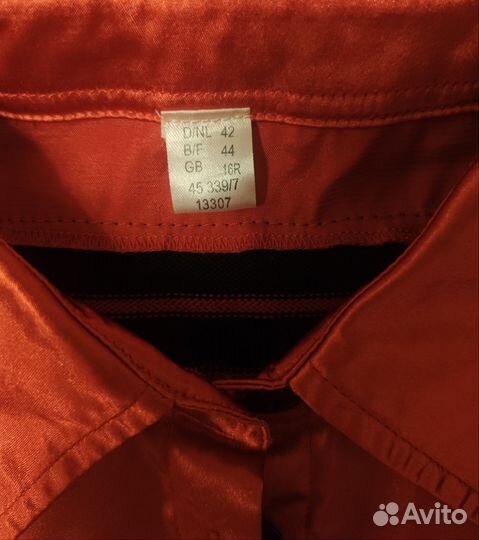 D/NL 42
B/F 44
GB 16R
45 339/7
13307
Avito